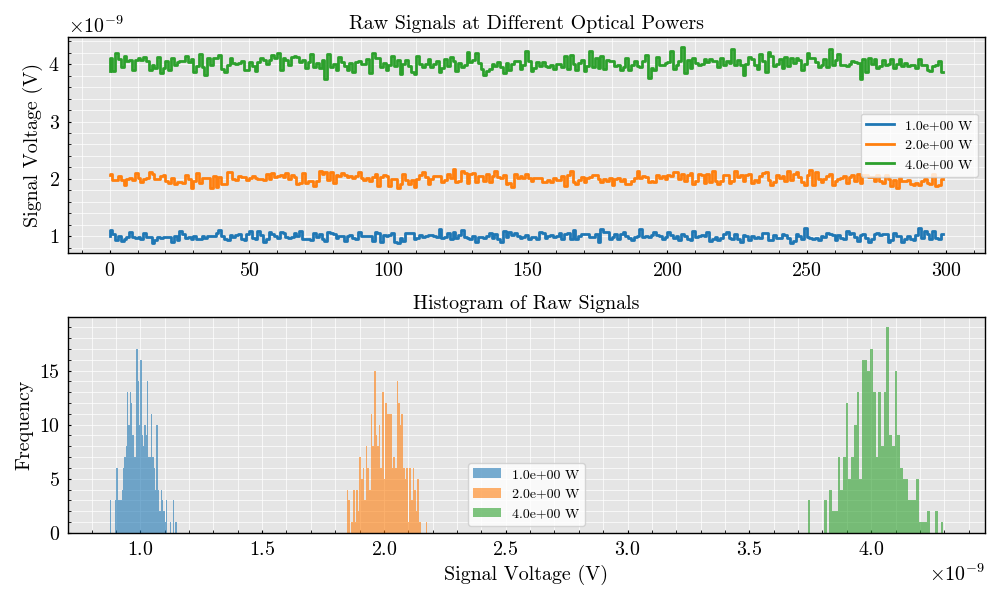 Raw Signals at Different Optical Powers
×10⁻⁹
Signal Voltage (V)
4
3
2
1
1.0e+00 W
2.0e+00 W
4.0e+00 W
0 50 100 150 200 250 300
Histogram of Raw Signals
Frequency
15
10
5
0
1.0e+00 W
2.0e+00 W
4.0e+00 W
1.0 1.5 2.0 2.5 3.0 3.5 4.0
Signal Voltage (V)
×10⁻⁹